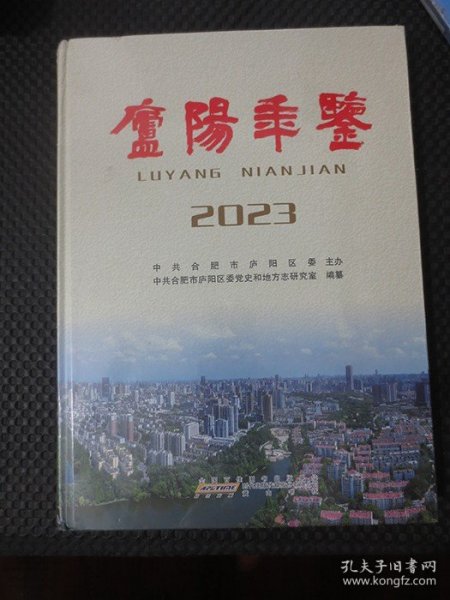 廬陽年鑒
LUYANG NIANJIAN
2023
中共合肥市庐阳区委 主办
中共合肥市庐阳区委党史和地方志研究室 编纂
孔夫子旧书网
www.kongfz.com